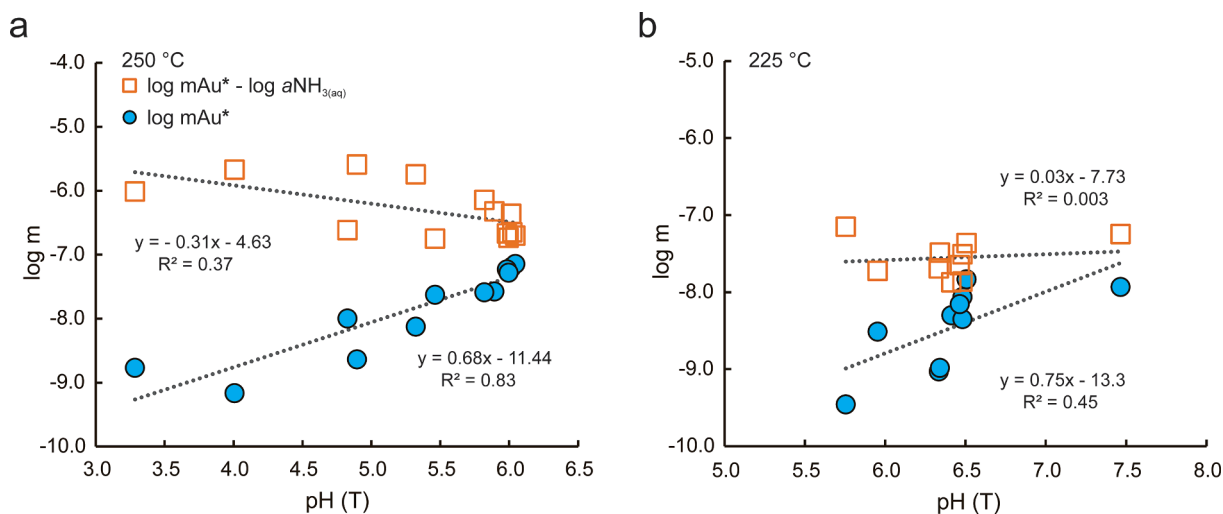 a
250 °C
log mAu* - log aNH3(aq)
log mAu*
-4.0
-5.0
-6.0
-7.0
-8.0
-9.0
-10.0
log m
y = - 0.31x - 4.63
R² = 0.37
y = 0.68x - 11.44
R² = 0.83
3.0 3.5 4.0 4.5 5.0 5.5 6.0 6.5
pH (T)
b
225 °C
-5.0
-6.0
-7.0
-8.0
-9.0
-10.0
log m
y = 0.03x - 7.73
R² = 0.003
y = 0.75x - 13.3
R² = 0.45
5.0 5.5 6.0 6.5 7.0 7.5 8.0
pH (T)